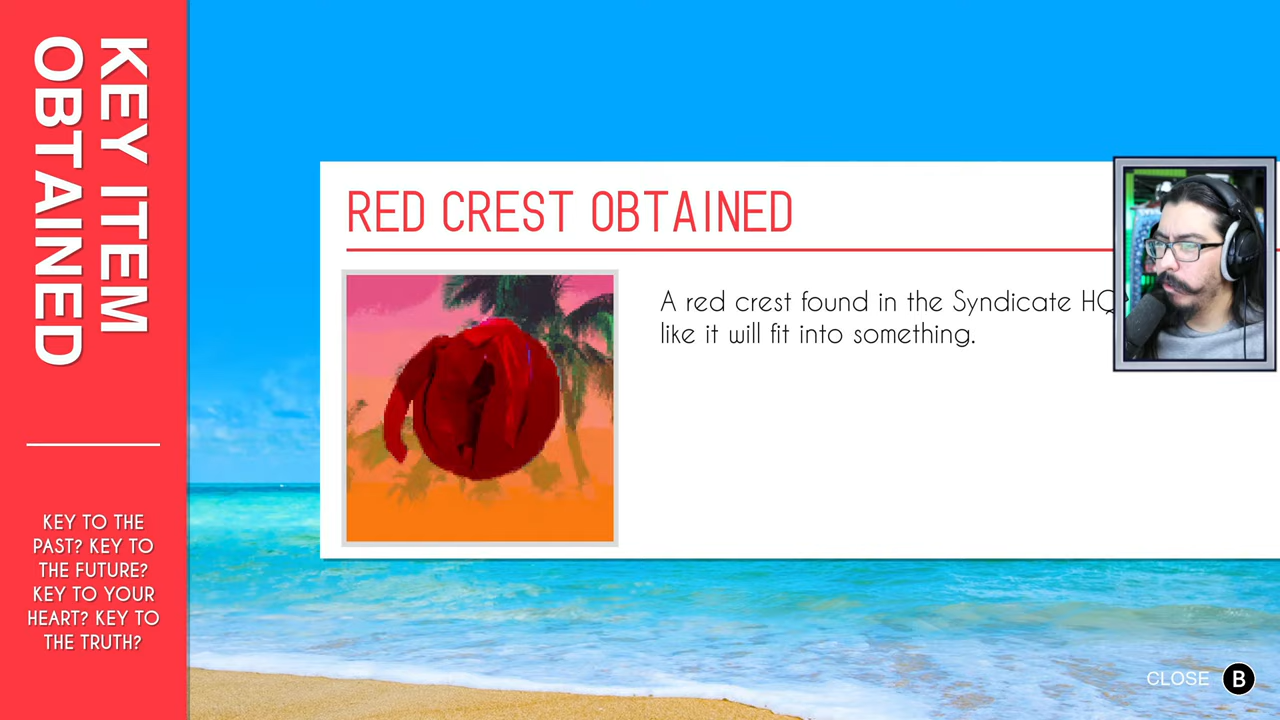 KEY ITEM
OBTAINED
KEY TO THE
PAST? KEY TO
THE FUTURE?
KEY TO YOUR
HEART? KEY TO
THE TRUTH?
RED CREST OBTAINED
A red crest found in the Syndicate HQ
like it will fit into something.
CLOSE B